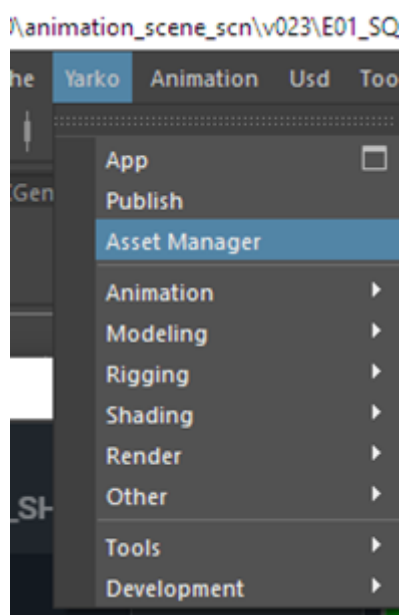 \animation_scene_scn\v023\E01_SQ
he Yarko Animation Usd Too
App
Gen
Publish
Asset Manager
Animation
Modeling
Rigging
Shading
Render
Other
_SH
Tools
Development